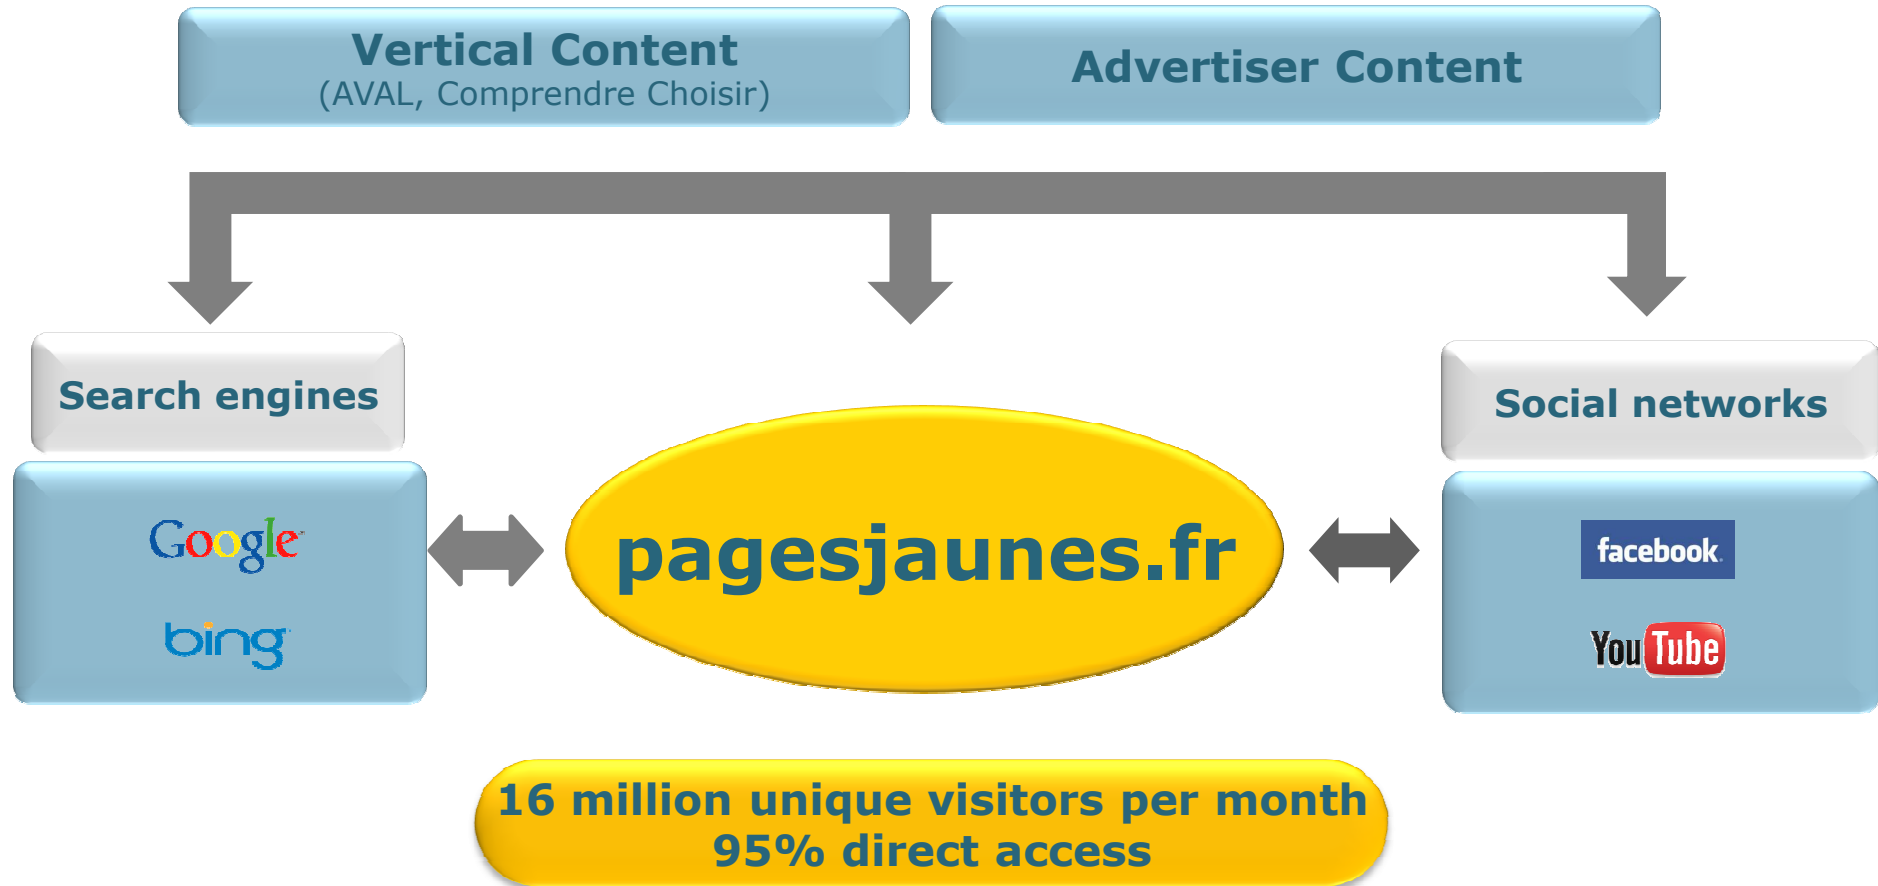 Vertical Content
(AVAL, Comprendre Choisir)
Advertiser Content
Search engines
Social networks
Google
bing
pagesjaunes.fr
facebook.
YouTube
16 million unique visitors per month
95% direct access